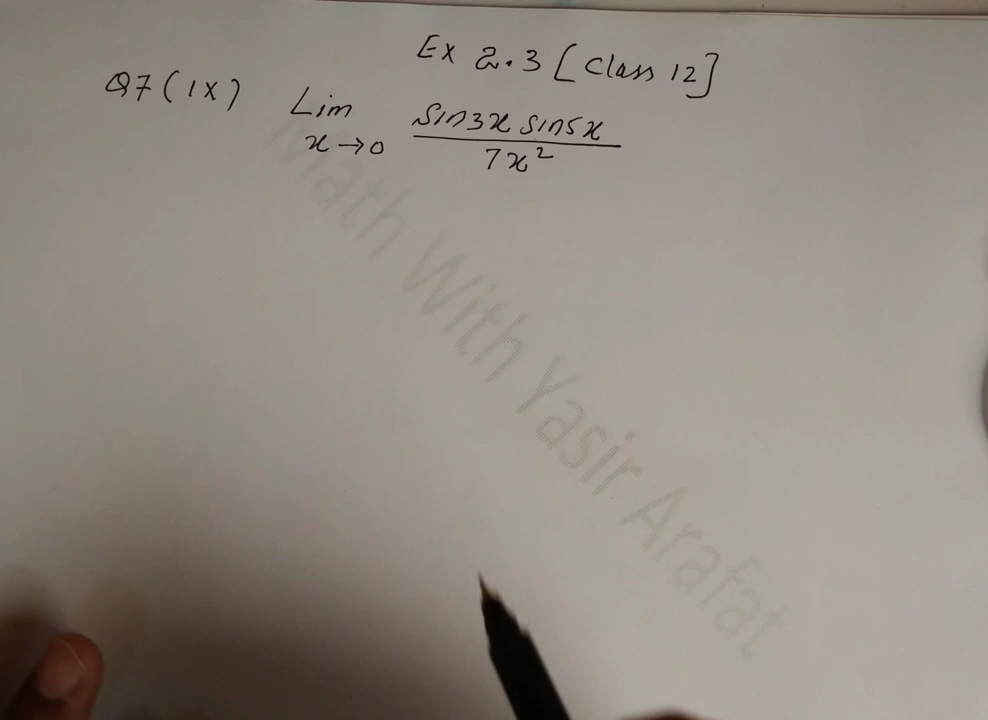 Ex 2.3 [Class 12]
Q7 (ix) Lim x→0 sin3x sin5x / 7x²
Math With Yasir Arafat